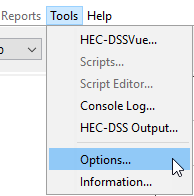 Reports Tools Help
HEC-DSSVue...
Scripts...
Script Editor...
Console Log...
HEC-DSS Output...
Options...
Information...